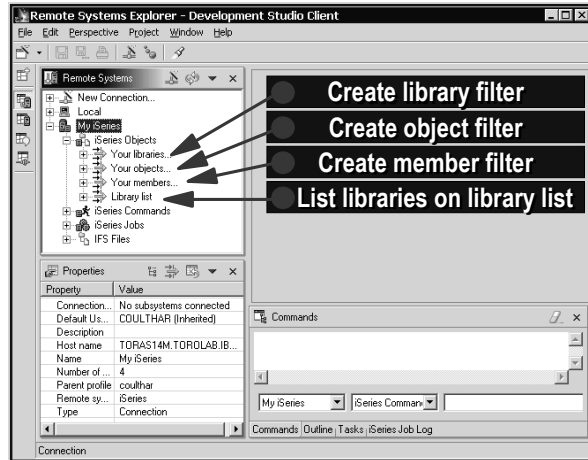 Remote Systems Explorer - Development Studio Client
File Edit Perspective Project Window Help
Remote Systems
New Connection...
Local
My iSeries
iSeries Objects
Your libraries...
Your objects...
Your members...
Library list
iSeries Commands
iSeries Jobs
IFS Files
Create library filter
Create object filter
Create member filter
List libraries on library list
Properties
Property Value
Connection... No subsystems connected
Default Us... COULTHAR (Inherited)
Description
Host name TORAS14M.TOROLAB.IB...
Name My iSeries
Number of ... 4
Parent profile coulthar
Remote sy... iSeries
Type Connection
Commands
My iSeries iSeries Comman
Commands Outline Tasks iSeries Job Log
Connection